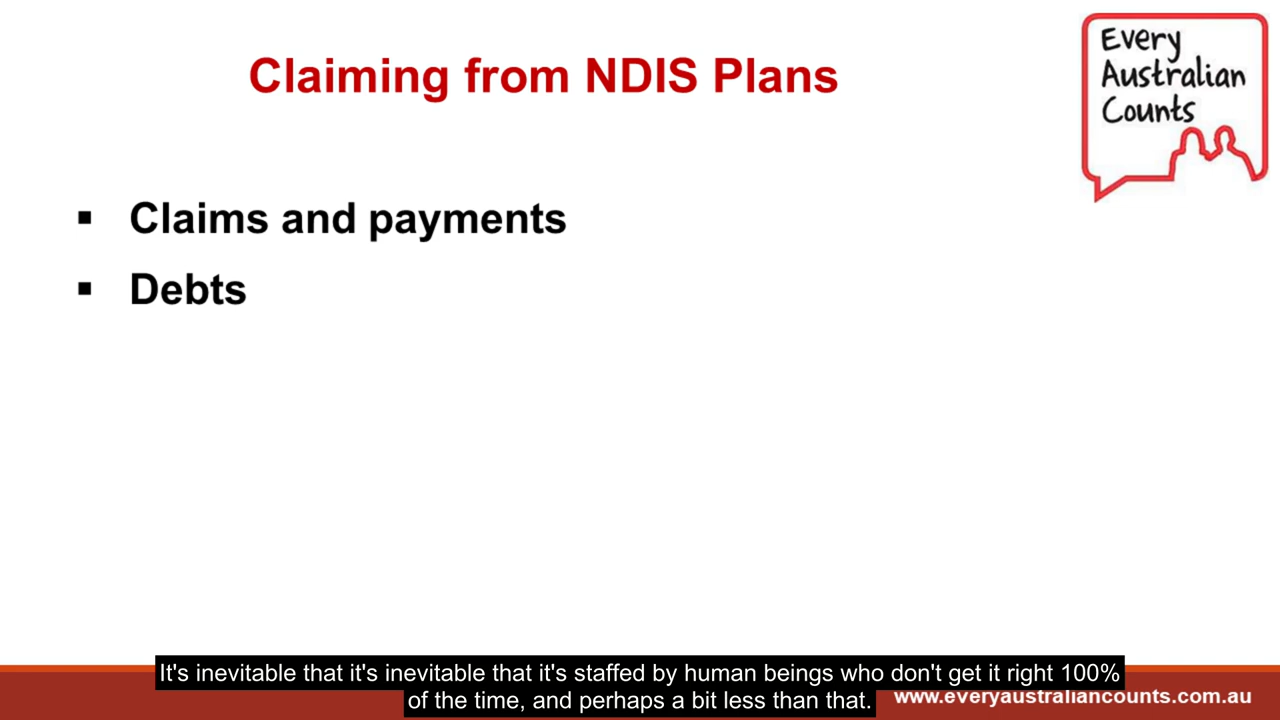 Every
Australian
Counts
Claiming from NDIS Plans
▪ Claims and payments
▪ Debts
It's inevitable that it's inevitable that it's staffed by human beings who don't get it right 100%
of the time, and perhaps a bit less than that.
www.everyaustraliancounts.com.au